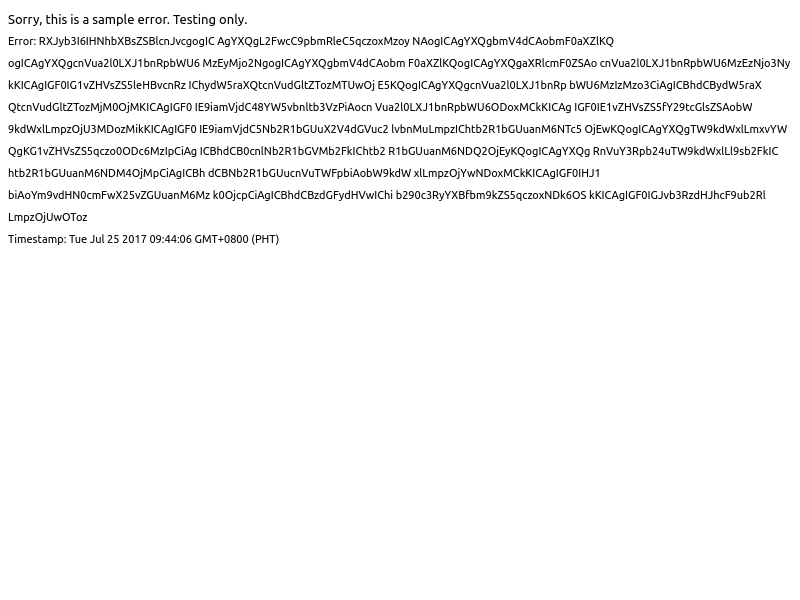 Sorry, this is a sample error. Testing only.
Error: RXJyb3I6IHNhbXBsZSBlcnJvcgogIC AgYXQgL2FwcC9pbmRleC5qczoxMzoy NAogICAgYXQgbmV4dCAobmF0aXZlKQ
ogICAgYXQgcnVua2l0LXJ1bnRpbWU6 MzEyMjo2NgogICAgYXQgbmV4dCAobm F0aXZlKQogICAgYXQgaXRlcmF0ZSAo cnVua2l0LXJ1bnRpbWU6MzEzNzo3Ny
kKICAgIGF0IG1vZHVsZS5leHBvcnRz IChydW5raXQtcnVudGltZTozMTUwOj E5KQogICAgYXQgcnVua2l0LXJ1bnRp bWU6MzIzMzo3CiAgICBhdCBydW5raX
QtcnVudGltZTozMjM0OjMKICAgIGF0 IE9iamVjdC48YW5vbnltb3VzPiAocn Vua2l0LXJ1bnRpbWU6ODoxMCkKICAg IGF0IE1vZHVsZS5fY29tcGlsZSAobW
9kdWxlLmpzOjU3MDozMikKICAgIGF0 IE9iamVjdC5Nb2R1bGUuX2V4dGVuc2 lvbnMuLmpzIChtb2R1bGUuanM6NTc5 OjEwKQogICAgYXQgTW9kdWxlLmxvYW
QgKG1vZHVsZS5qczo0ODc6MzIpCiAg ICBhdCB0cnlNb2R1bGVMb2FkIChtb2 R1bGUuanM6NDQ2OjEyKQogICAgYXQg RnVuY3Rpb24uTW9kdWxlLl9sb2FkIC
htb2R1bGUuanM6NDM4OjMpCiAgICBh dCBNb2R1bGUucnVuTWFpbiAobW9kdW xlLmpzOjYwNDoxMCkKICAgIGF0IHJ1
biAoYm9vdHN0cmFwX25vZGUuanM6Mz k0OjcpCiAgICBhdCBzdGFydHVwIChi b290c3RyYXBfbm9kZS5qczoxNDk6OS kKICAgIGF0IGJvb3RzdHJhcF9ub2Rl
LmpzOjUwOToz
Timestamp: Tue Jul 25 2017 09:44:06 GMT+0800 (PHT)